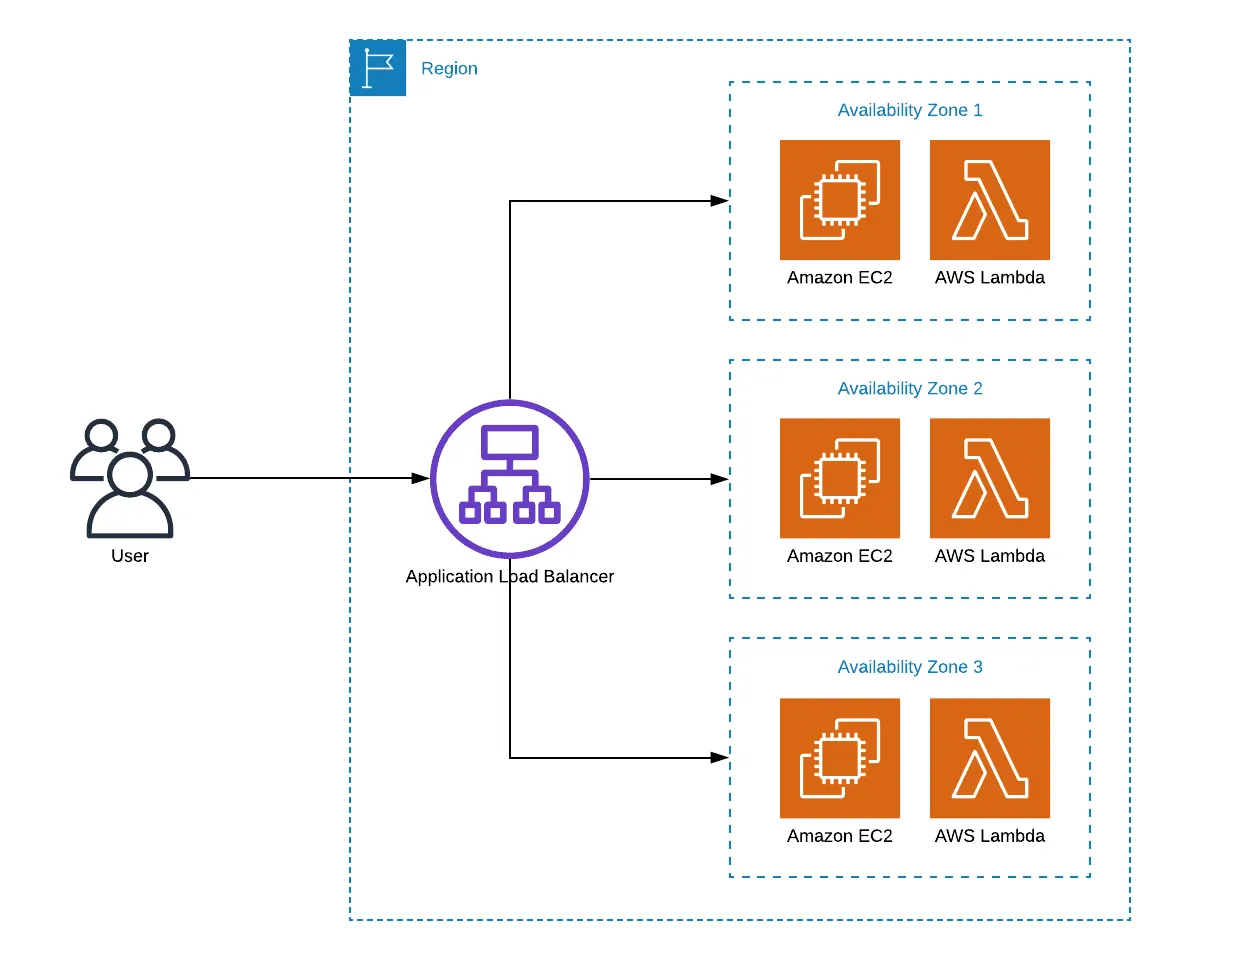 Region
Availability Zone 1
Amazon EC2
AWS Lambda
Availability Zone 2
Amazon EC2
AWS Lambda
User
Application Load Balancer
Availability Zone 3
Amazon EC2
AWS Lambda